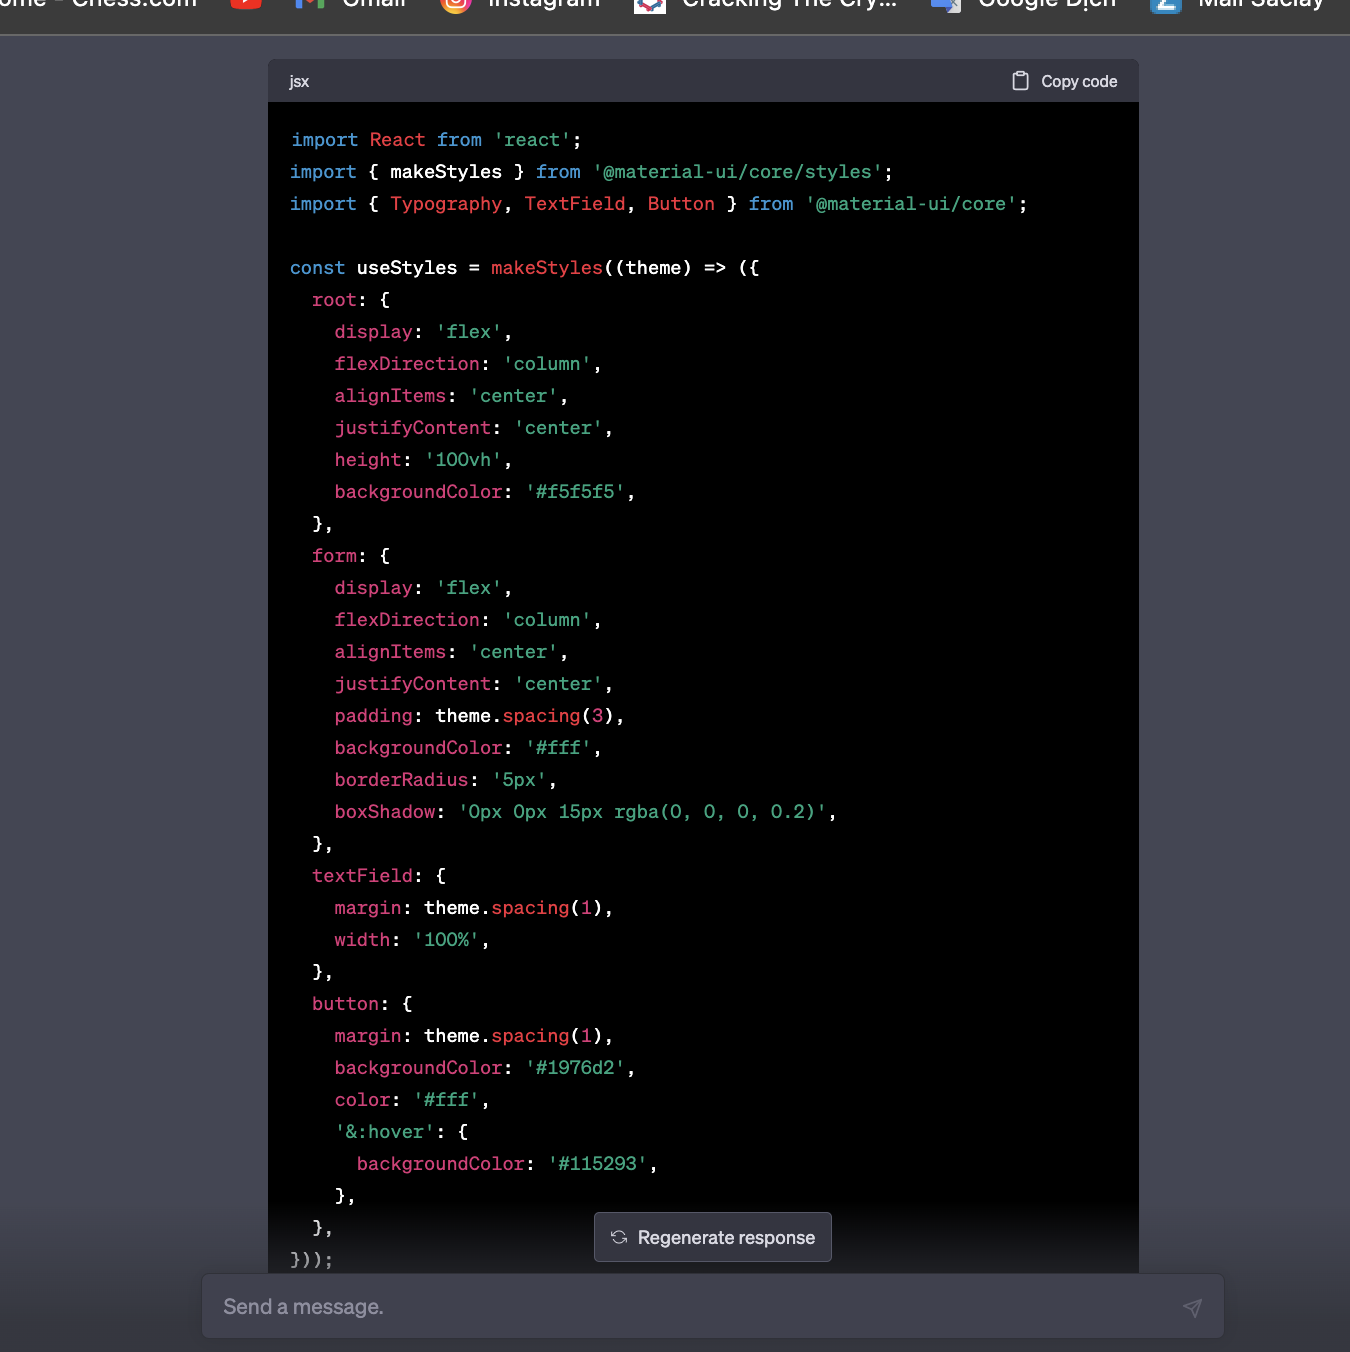 Chess.com Gmail Instagram Cracking The Cry... Google Dịch Mail Saclay
jsx Copy code
import React from 'react';
import { makeStyles } from '@material-ui/core/styles';
import { Typography, TextField, Button } from '@material-ui/core';
const useStyles = makeStyles((theme) => ({
  root: {
    display: 'flex',
    flexDirection: 'column',
    alignItems: 'center',
    justifyContent: 'center',
    height: '100vh',
    backgroundColor: '#f5f5f5',
  },
  form: {
    display: 'flex',
    flexDirection: 'column',
    alignItems: 'center',
    justifyContent: 'center',
    padding: theme.spacing(3),
    backgroundColor: '#fff',
    borderRadius: '5px',
    boxShadow: '0px 0px 15px rgba(0, 0, 0, 0.2)',
  },
  textField: {
    margin: theme.spacing(1),
    width: '100%',
  },
  button: {
    margin: theme.spacing(1),
    backgroundColor: '#1976d2',
    color: '#fff',
    '&:hover': {
      backgroundColor: '#115293',
    },
  },
}));
Regenerate response
Send a message.